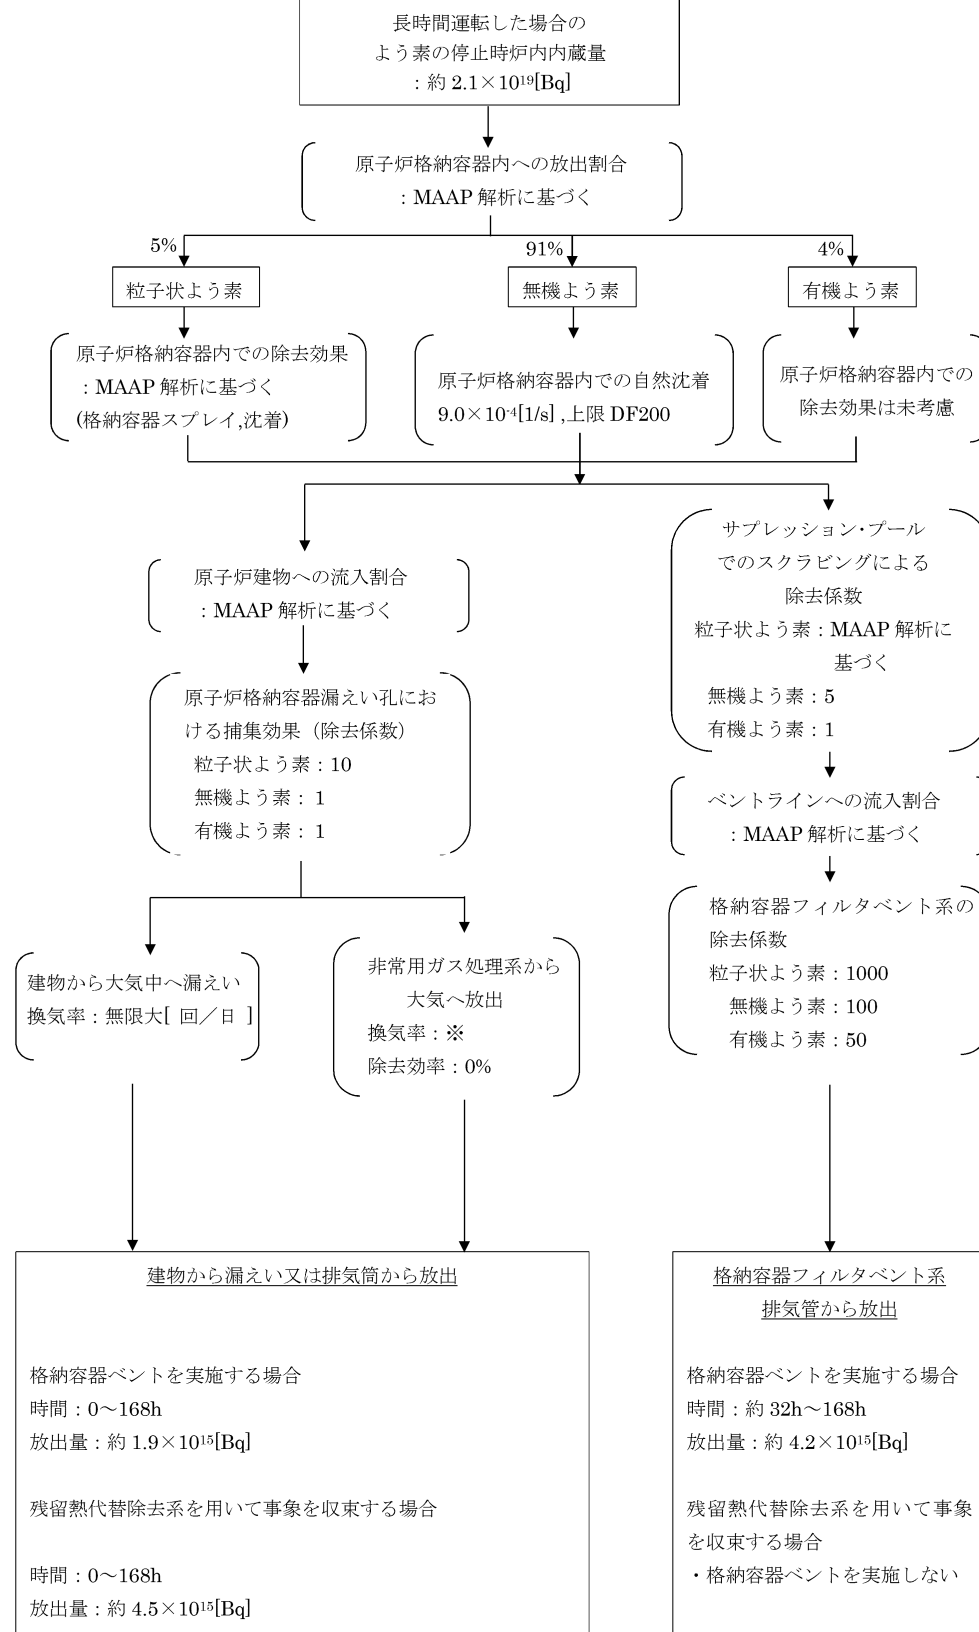 長時間運転した場合の
よう素の停止時炉内内蔵量
：約 2.1×10¹⁹[Bq]
原子炉格納容器内への放出割合
：MAAP 解析に基づく
5%
91%
4%
粒子状よう素
無機よう素
有機よう素
原子炉格納容器内での除去効果
：MAAP 解析に基づく
(格納容器スプレイ,沈着)
原子炉格納容器内での自然沈着
9.0×10⁻⁴[1/s] ,上限 DF200
原子炉格納容器内での
除去効果は未考慮
原子炉建物への流入割合
：MAAP 解析に基づく
原子炉格納容器漏えい孔にお
ける捕集効果（除去係数）
粒子状よう素：10
無機よう素： 1
有機よう素： 1
サプレッション・プール
でのスクラビングによる
除去係数
粒子状よう素：MAAP 解析に
基づく
無機よう素：5
有機よう素：1
ベントラインへの流入割合
：MAAP 解析に基づく
格納容器フィルタベント系の
除去係数
粒子状よう素：1000
無機よう素：100
有機よう素：50
建物から大気中へ漏えい
換気率：無限大[ 回／日 ]
非常用ガス処理系から
大気へ放出
換気率：※
除去効率：0%
建物から漏えい又は排気筒から放出
格納容器ベントを実施する場合
時間：0～168h
放出量：約 1.9×10¹⁵[Bq]
残留熱代替除去系を用いて事象を収束する場合
時間：0～168h
放出量：約 4.5×10¹⁵[Bq]
格納容器フィルタベント系
排気管から放出
格納容器ベントを実施する場合
時間：約 32h～168h
放出量：約 4.2×10¹⁵[Bq]
残留熱代替除去系を用いて事象
を収束する場合
・格納容器ベントを実施しない